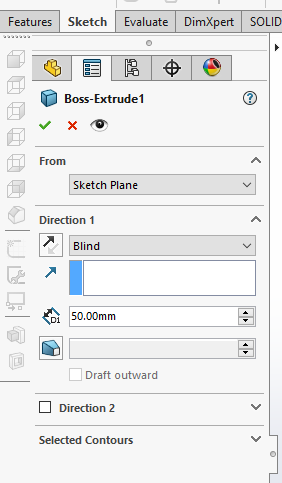 Features Sketch Evaluate DimXpert SOLID
Boss-Extrude1
From
Sketch Plane
Direction 1
Blind
D1 50.00mm
Draft outward
Direction 2
Selected Contours